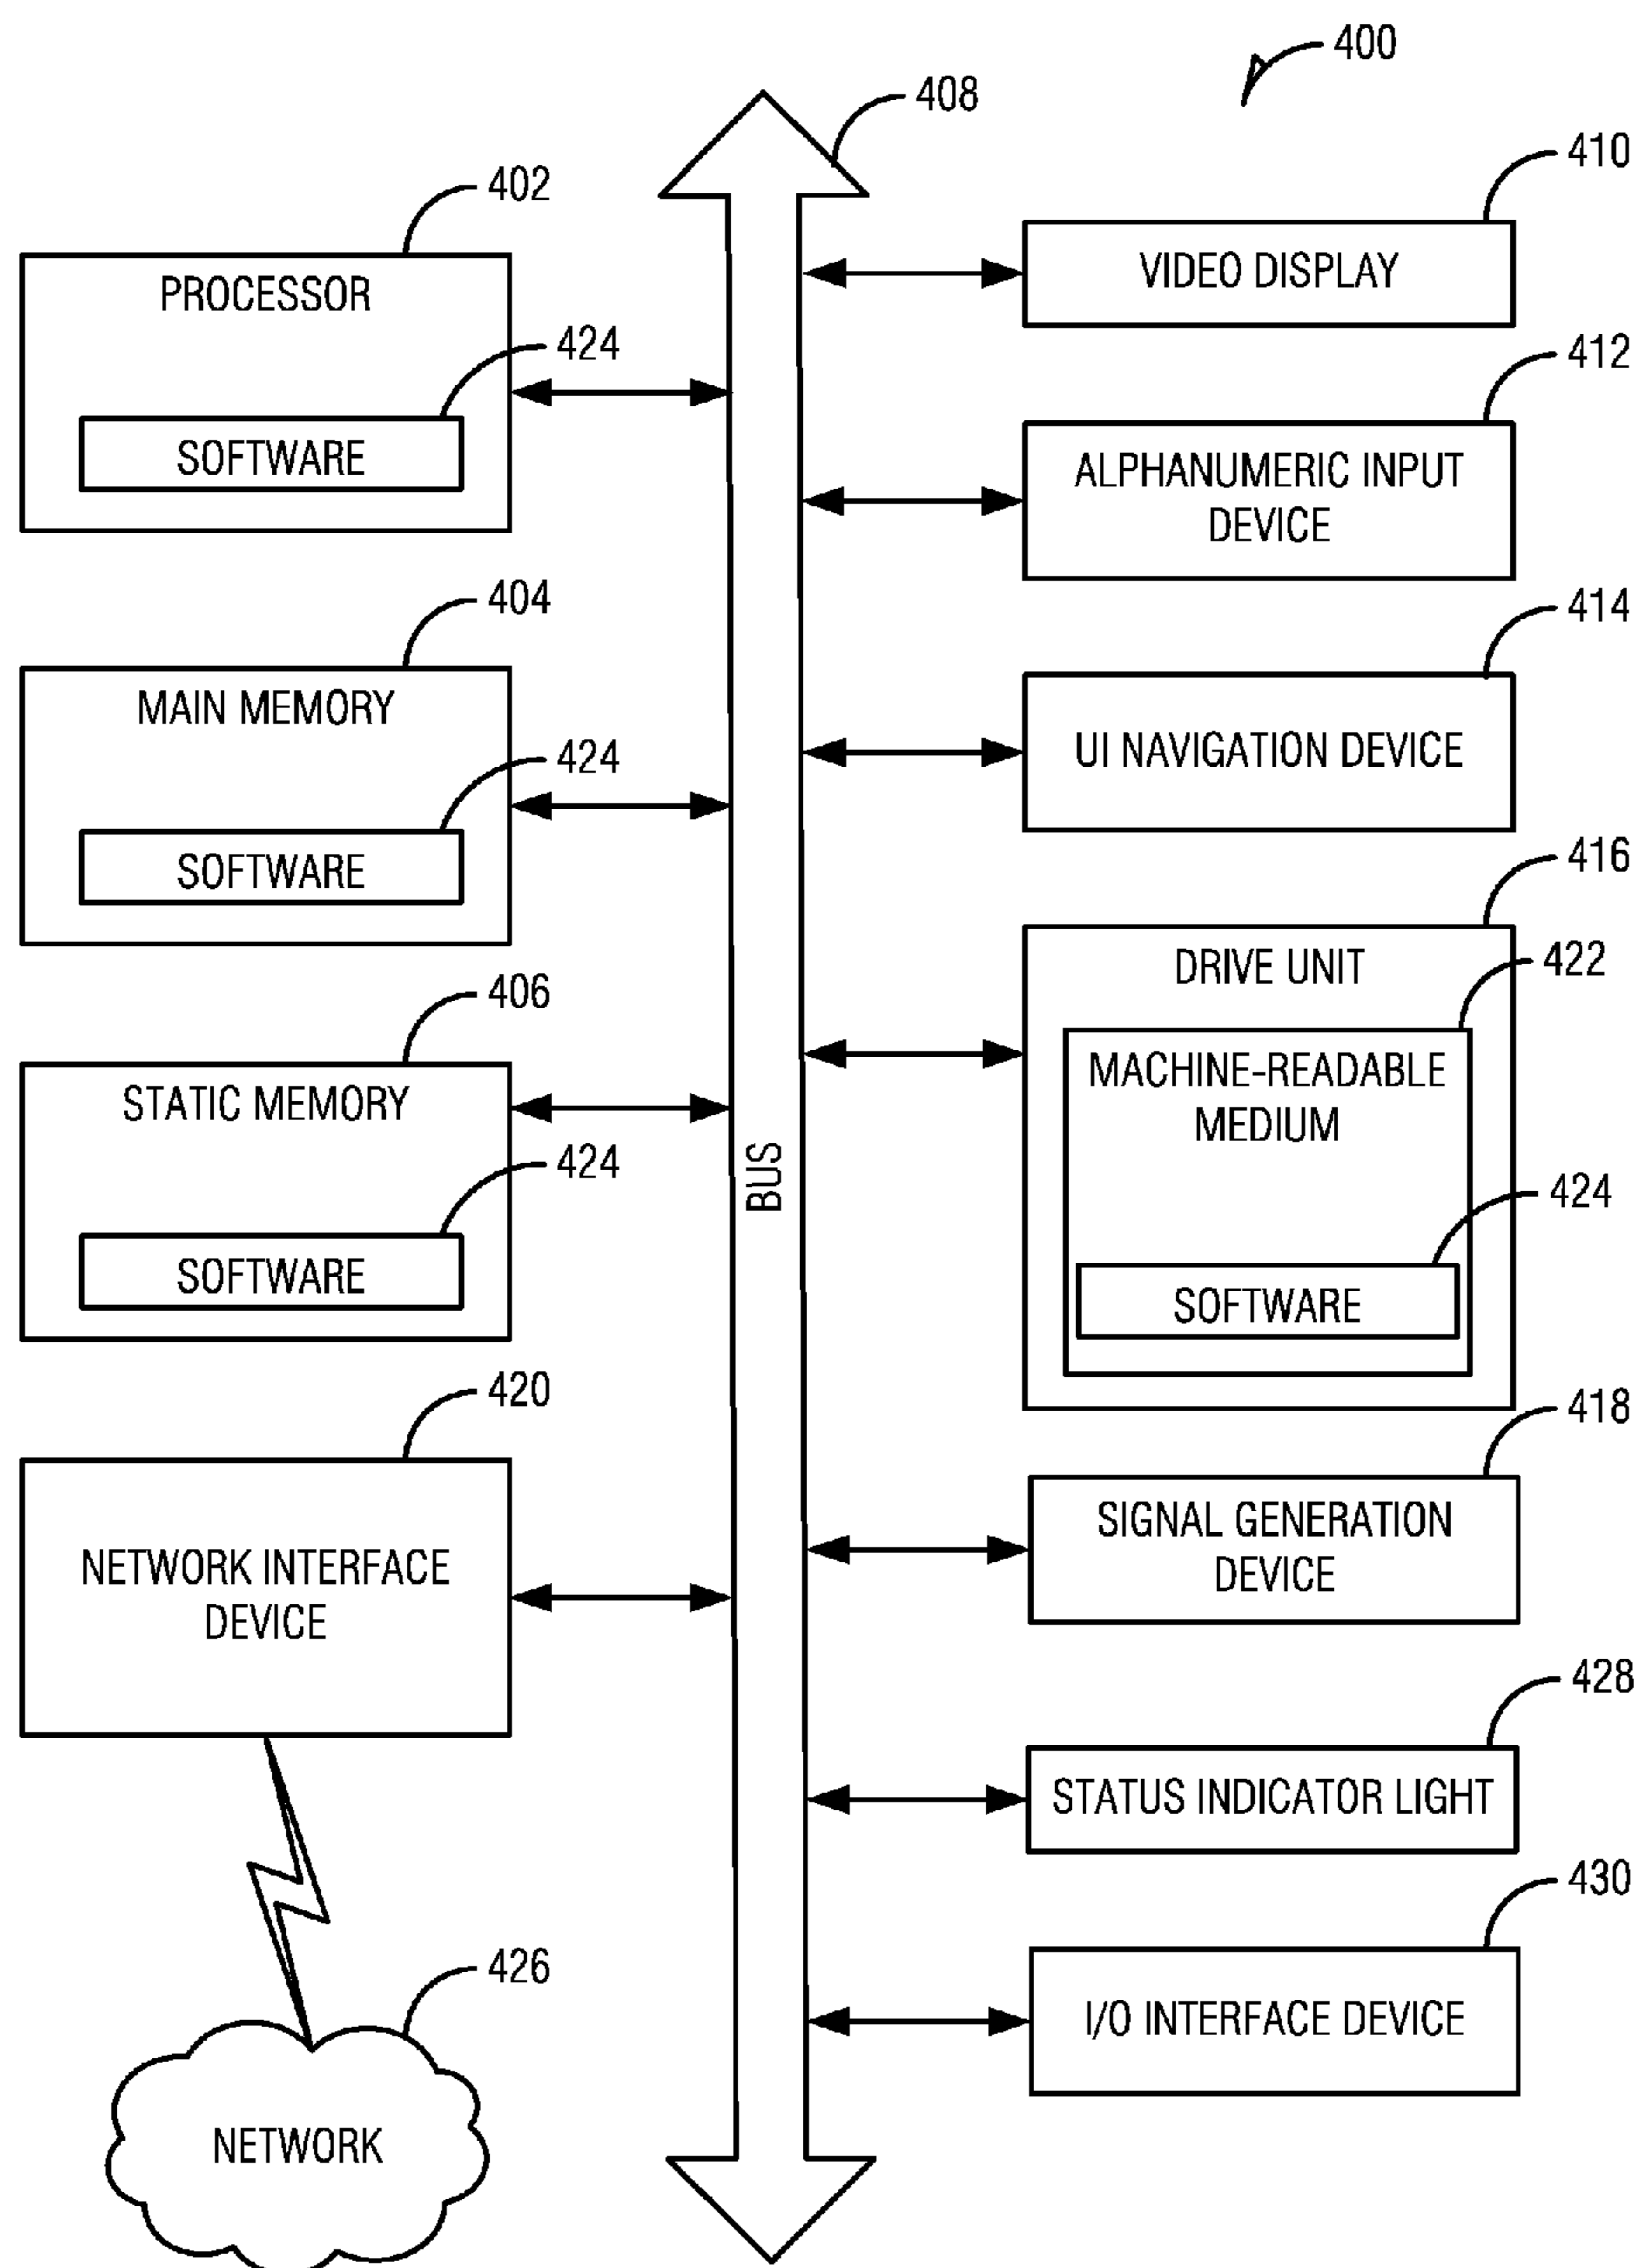 400
408
402
PROCESSOR
424
SOFTWARE
404
MAIN MEMORY
424
SOFTWARE
406
STATIC MEMORY
424
SOFTWARE
420
NETWORK INTERFACE
DEVICE
426
NETWORK
BUS
410
VIDEO DISPLAY
412
ALPHANUMERIC INPUT
DEVICE
414
UI NAVIGATION DEVICE
416
DRIVE UNIT
422
MACHINE-READABLE
MEDIUM
424
SOFTWARE
418
SIGNAL GENERATION
DEVICE
428
STATUS INDICATOR LIGHT
430
I/O INTERFACE DEVICE